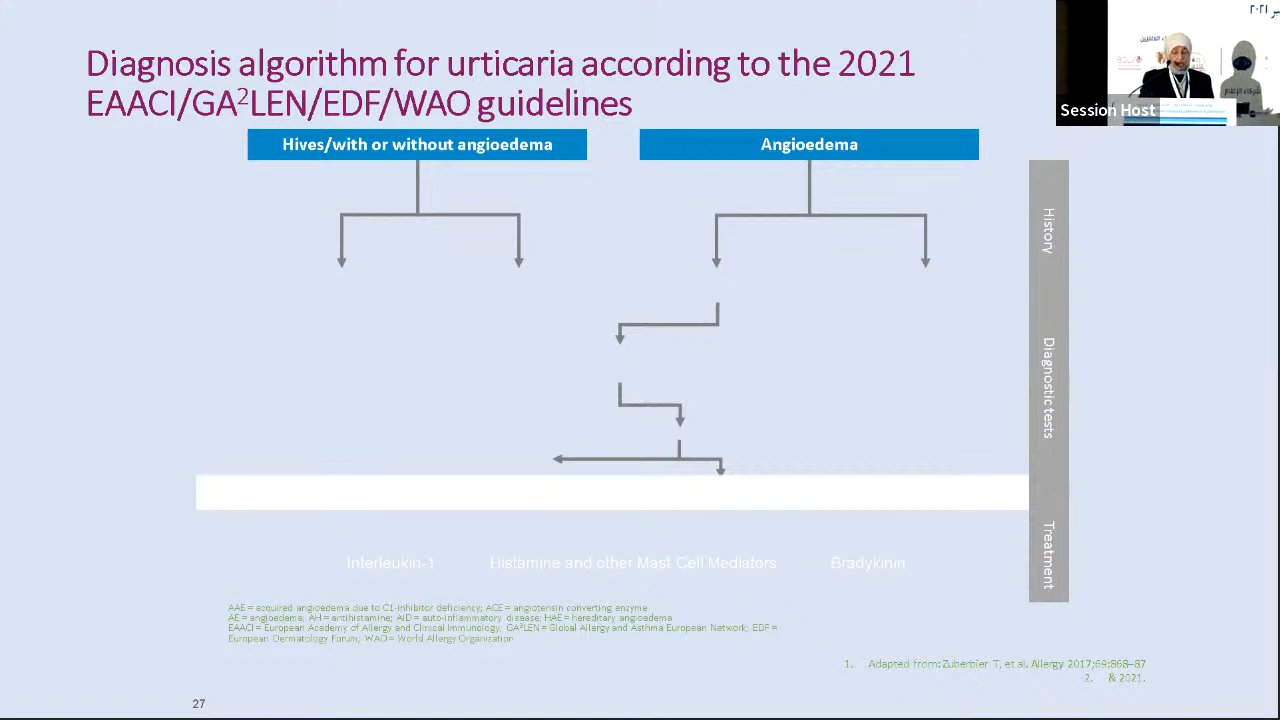 Diagnosis algorithm for urticaria according to the 2021
EAACI/GA²LEN/EDF/WAO guidelines
Session Host
Hives/with or without angioedema
Angioedema
History
Diagnostic tests
Treatment
Interleukin-1
Histamine and other Mast Cell Mediators
Bradykinin
AAE = acquired angioedema due to C1-inhibitor deficiency; ACE = angiotensin converting enzyme
AE = angioedema; AH = antihistamine; AID = auto-inflammatory disease; HAE= hereditary angioedema
EAACI = European Academy of Allergy and Clinical Immunology; GA²LEN = Global Allergy and Asthma European Network; EDF =
European Dermatology Forum; WAO = World Allergy Organization
1. Adapted from: Zuberbier T, et al. Allergy 2017;69:868–87
2. & 2021.
27
شركاء الإعلام